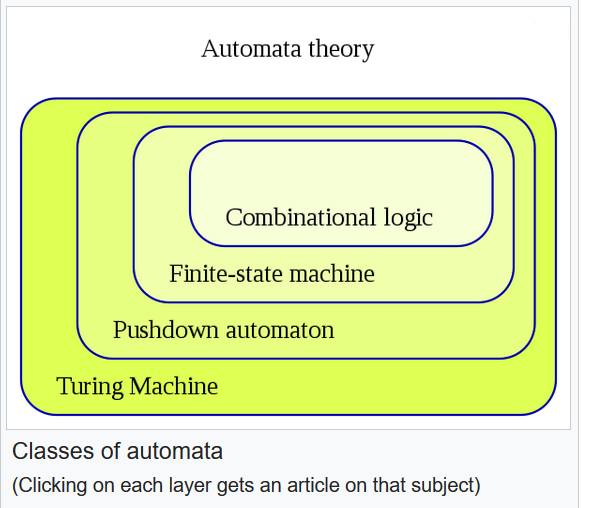 Automata theory
Combinational logic
Finite-state machine
Pushdown automaton
Turing Machine
Classes of automata
(Clicking on each layer gets an article on that subject)